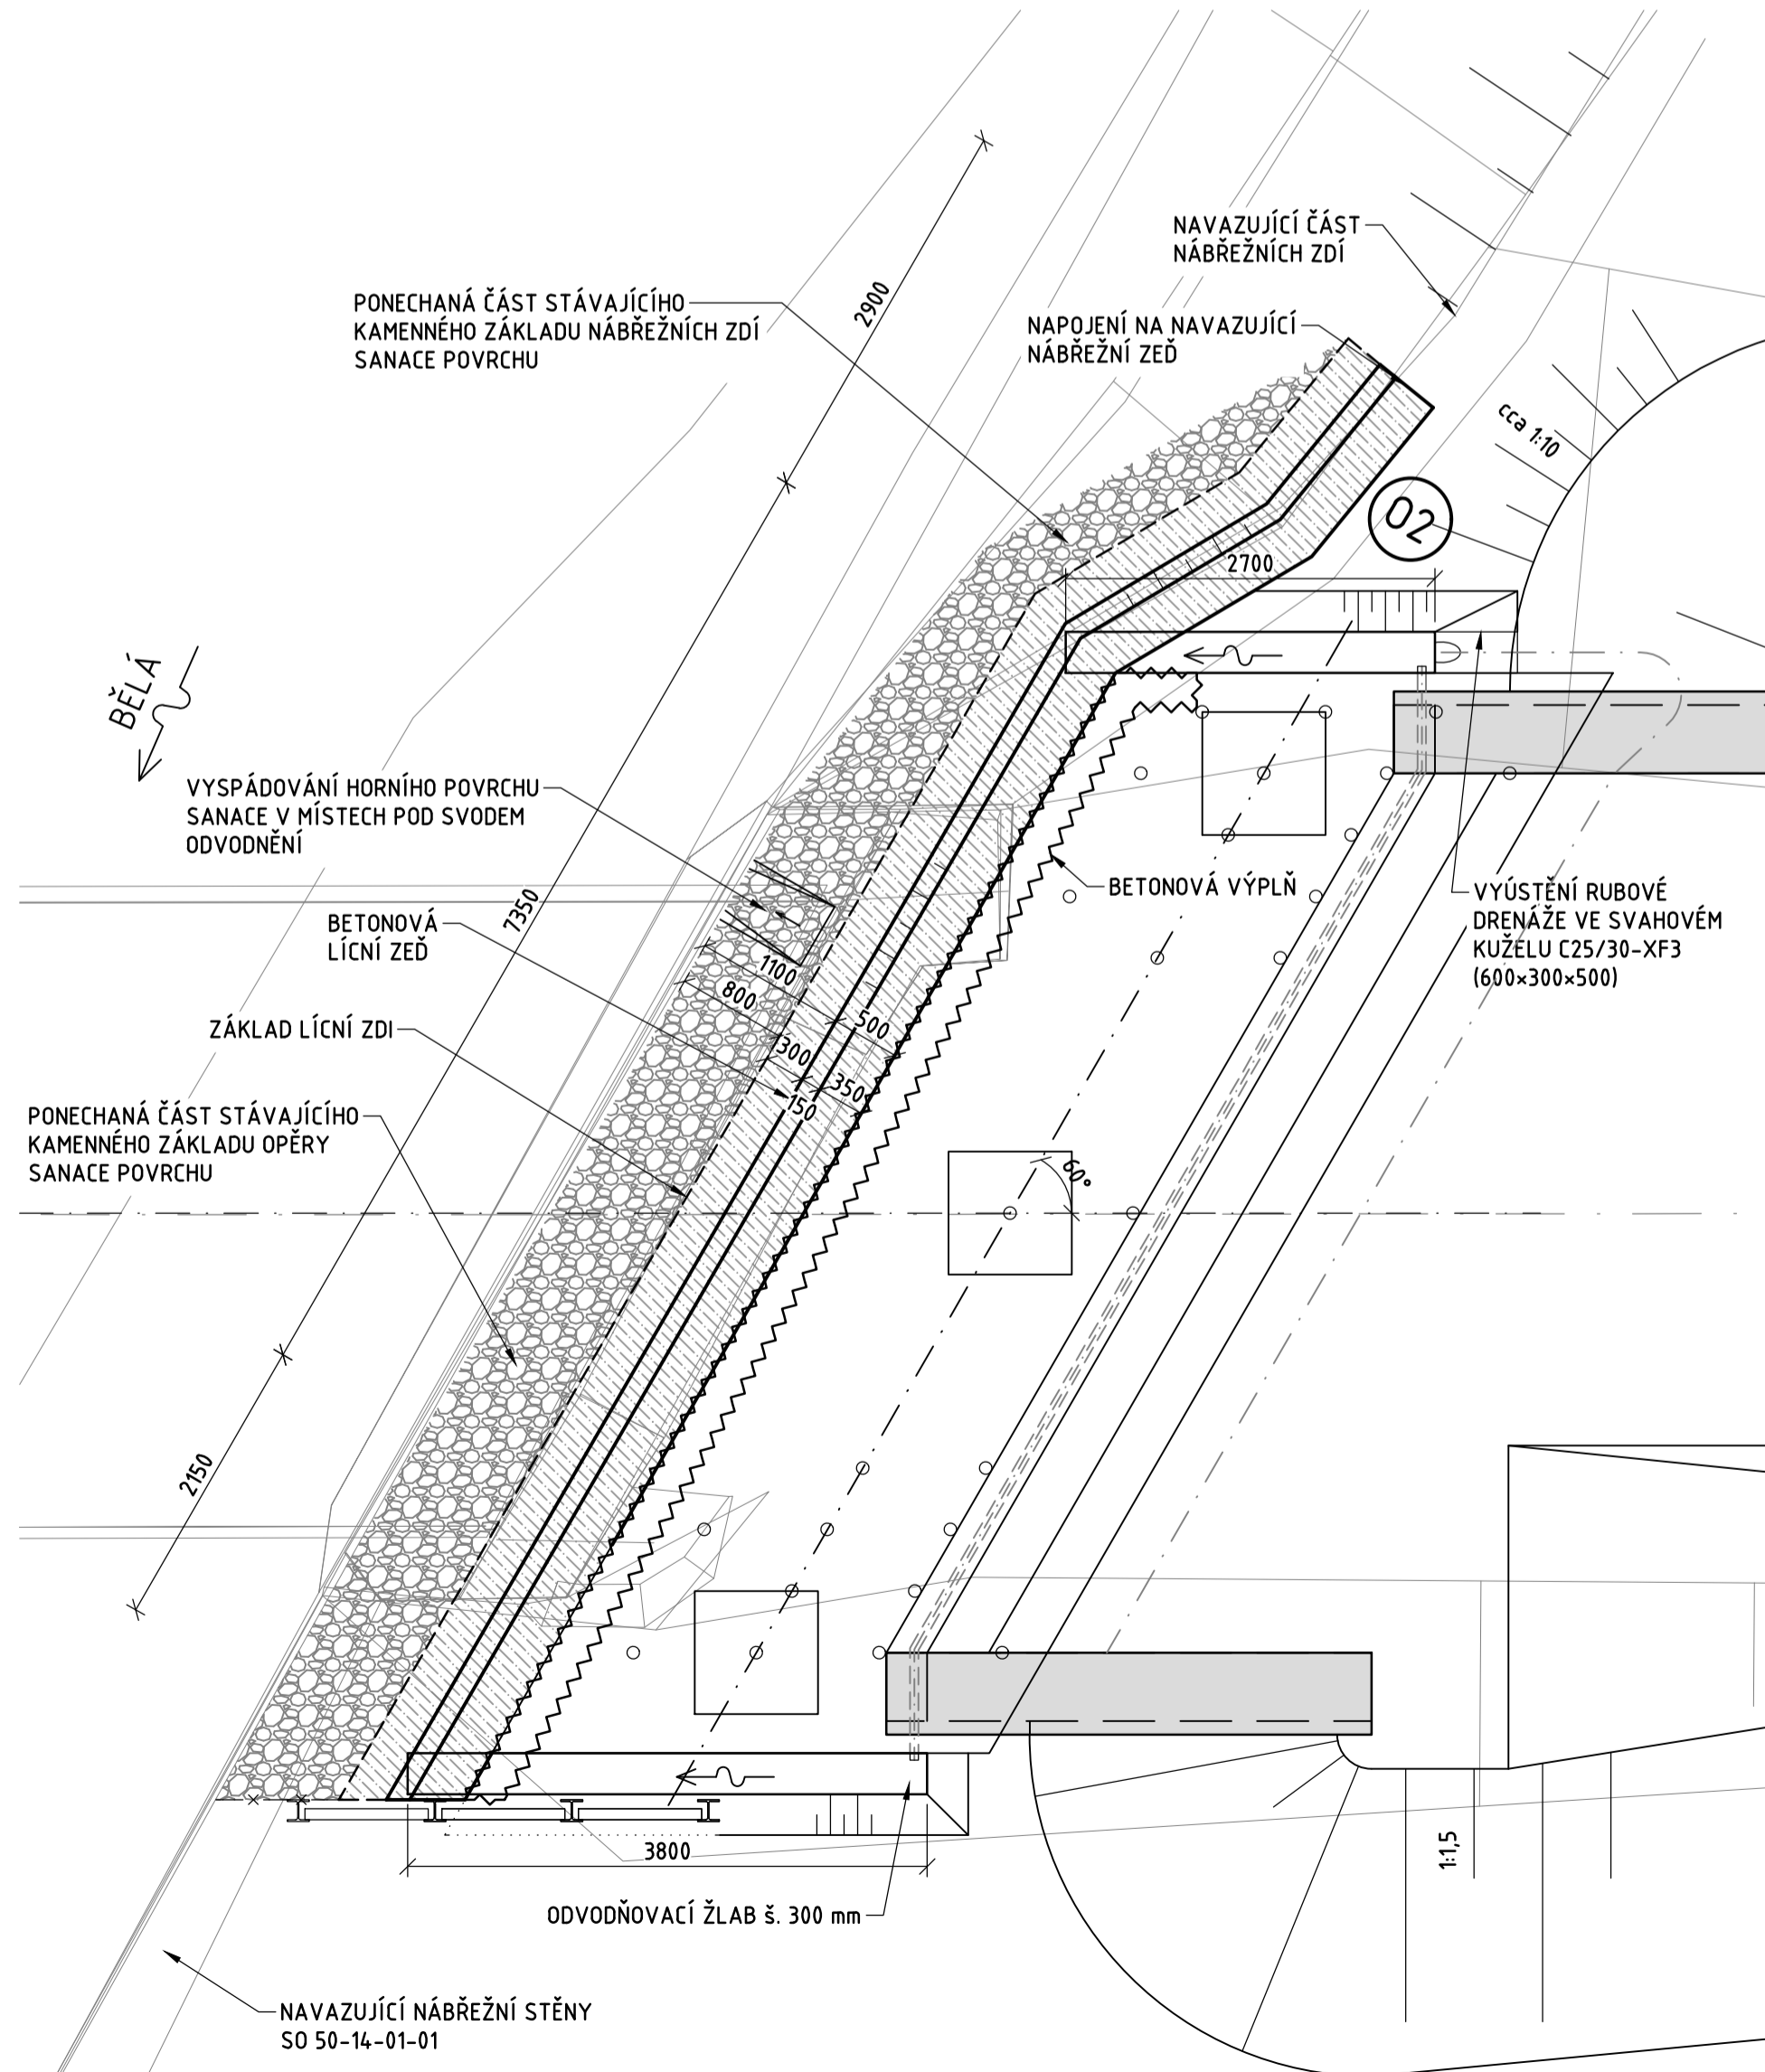 NAVAZUJÍCÍ ČÁST
NÁBŘEŽNÍCH ZDÍ
2900
PONECHANÁ ČÁST STÁVAJÍCÍHO
KAMENNÉHO ZÁKLADU NÁBŘEŽNÍCH ZDÍ
SANACE POVRCHU
NAPOJENÍ NA NAVAZUJÍCÍ
NÁBŘEŽNÍ ZEĎ
cca 1:10
O2
2700
BĚLÁ
VYSPÁDOVÁNÍ HORNÍHO POVRCHU
SANACE V MÍSTECH POD SVODEM
ODVODNĚNÍ
7350
BETONOVÁ VÝPLŇ
VYÚSTĚNÍ RUBOVÉ
DRENÁŽE VE SVAHOVÉM
KUŽELU C25/30-XF3
(600×300×500)
BETONOVÁ
LÍCNÍ ZEĎ
1100
800
500
300
350
150
ZÁKLAD LÍCNÍ ZDI
PONECHANÁ ČÁST STÁVAJÍCÍHO
KAMENNÉHO ZÁKLADU OPĚRY
SANACE POVRCHU
60°
2150
3800
1:1,5
ODVODŇOVACÍ ŽLAB š. 300 mm
NAVAZUJÍCÍ NÁBŘEŽNÍ STĚNY
SO 50-14-01-01